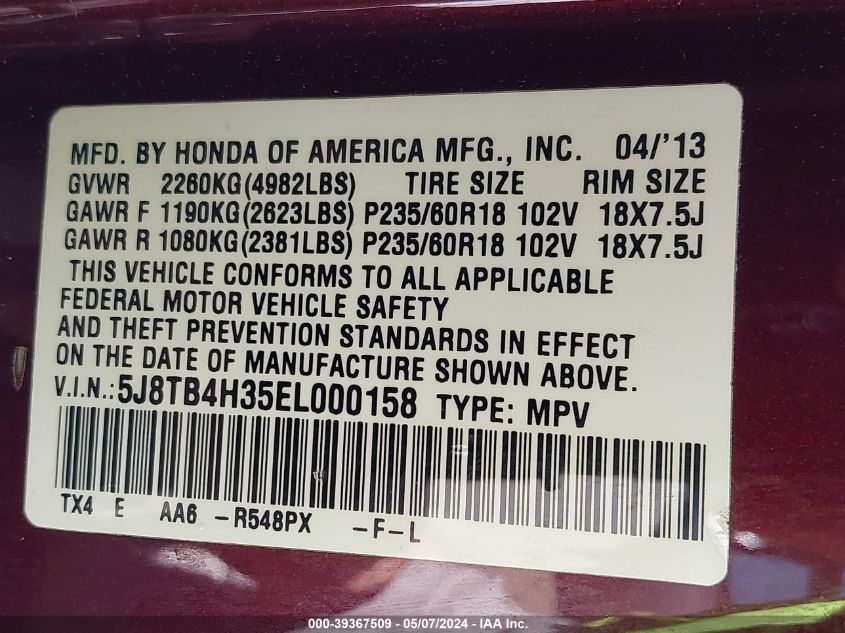 MFD. BY HONDA OF AMERICA MFG., INC. 04/'13
GVWR 2260KG(4982LBS) TIRE SIZE RIM SIZE
GAWR F 1190KG(2623LBS) P235/60R18 102V 18X7.5J
GAWR R 1080KG(2381LBS) P235/60R18 102V 18X7.5J
THIS VEHICLE CONFORMS TO ALL APPLICABLE
FEDERAL MOTOR VEHICLE SAFETY
AND THEFT PREVENTION STANDARDS IN EFFECT
ON THE DATE OF MANUFACTURE SHOWN ABOVE.
V.I.N.: 5J8TB4H35EL000158 TYPE: MPV
TX4 E AA6 -R548PX -F-L
000-39367509 - 05/07/2024 - IAA Inc.